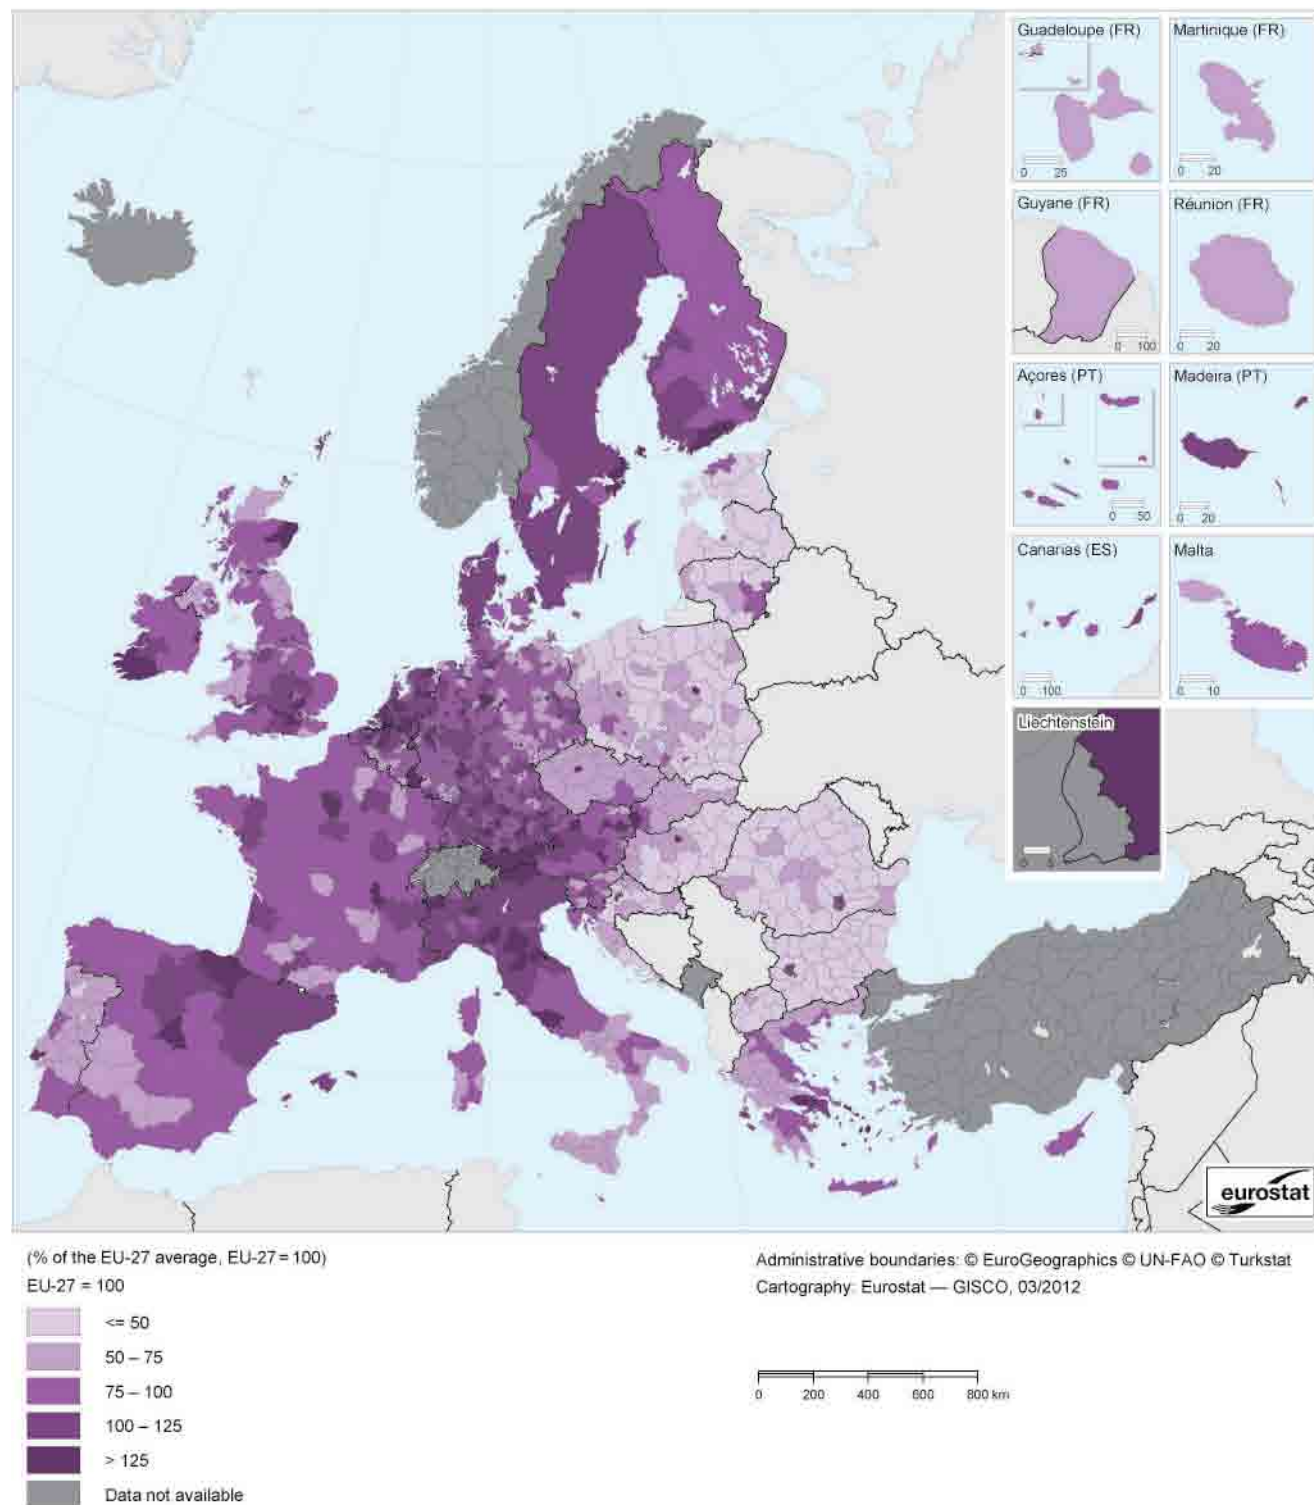 Guadeloupe (FR)
0 25
Martinique (FR)
0 20
Guyane (FR)
0 100
Réunion (FR)
0 20
Açores (PT)
0 50
Madeira (PT)
0 20
Canarias (ES)
0 100
Malta
0 10
Liechtenstein
0
eurostat
(% of the EU-27 average, EU-27 = 100)
EU-27 = 100
<= 50
50 – 75
75 – 100
100 – 125
> 125
Data not available
Administrative boundaries: © EuroGeographics © UN-FAO © Turkstat
Cartography: Eurostat — GISCO, 03/2012
0 200 400 600 800 km